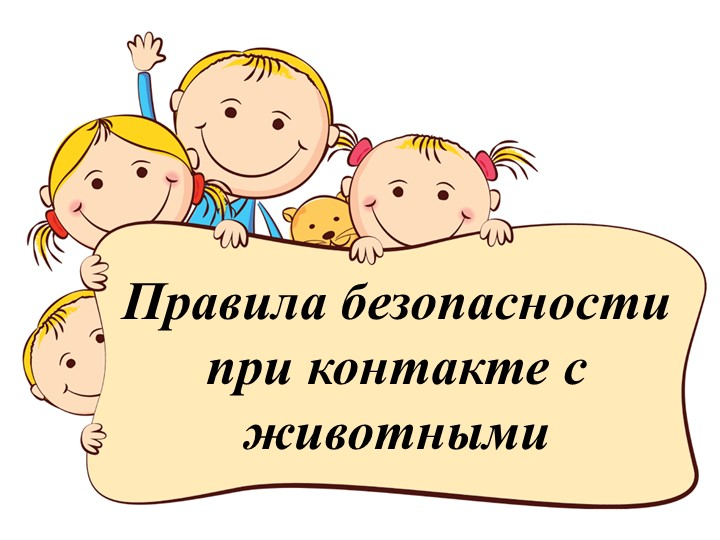 Правила безопасности
при контакте с
животными